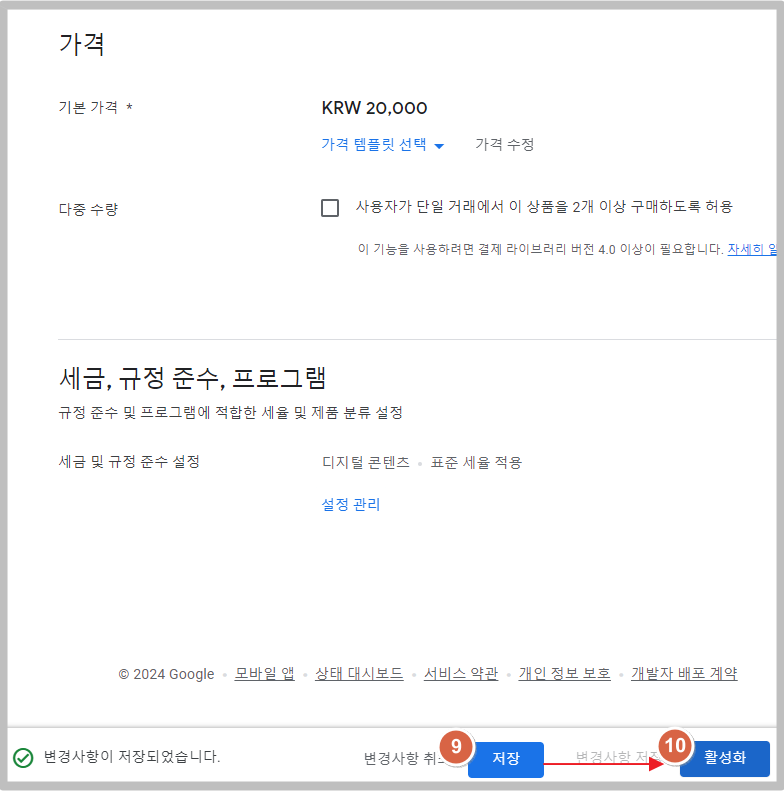 가격
기본 가격 *
KRW 20,000
가격 템플릿 선택
가격 수정
다중 수량
사용자가 단일 거래에서 이 상품을 2개 이상 구매하도록 허용
이 기능을 사용하려면 결제 라이브러리 버전 4.0 이상이 필요합니다. 자세히
세금, 규정 준수, 프로그램
규정 준수 및 프로그램에 적합한 세율 및 제품 분류 설정
세금 및 규정 준수 설정
디지털 콘텐츠 • 표준 세율 적용
설정 관리
© 2024 Google • 모바일 앱 • 상태 대시보드 • 서비스 약관 • 개인 정보 보호 • 개발자 배포 계약
변경사항이 저장되었습니다.
변경사항
9
저장
변경사항
10
활성화